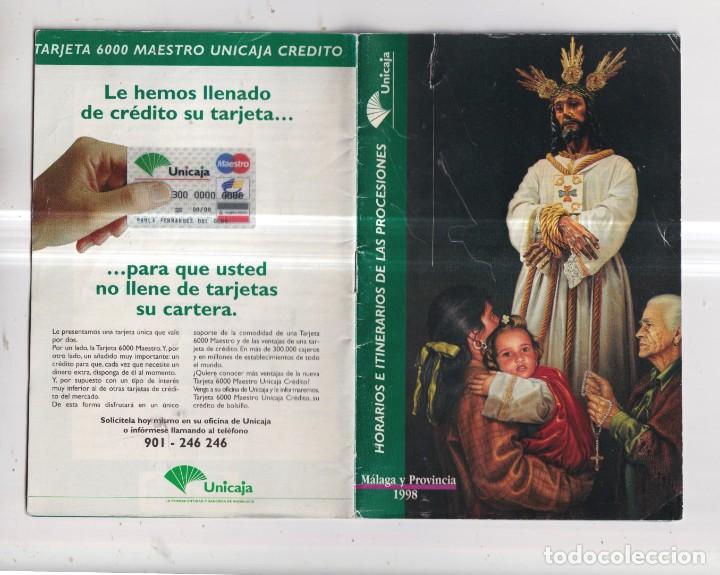 TARJETA 6000 MAESTRO UNICAJA CREDITO
Le hemos llenado
de crédito su tarjeta...
Unicaja
Maestro
300 0000 0000
00/00
...para que usted
no llene de tarjetas
su cartera.
Le presentamos una tarjeta única que vale
por dos.
Por un lado, la Tarjeta 6000 Maestro. Y, por
otro lado, un añadido muy importante: un
crédito para que, cada vez que necesite un
dinero extra, disponga de él al momento.
Y, por supuesto con un tipo de interés
muy inferior al de otras tarjetas de crédi-
to del mercado.
De esta forma disfrutará en un único
soporte de la comodidad de una Tarjeta
6000 Maestro y de las ventajas de una tar-
jeta de crédito. En más de 300.000 cajeros
y en millones de establecimientos de todo
el mundo.
¿Quiere conocer más ventajas de la nueva
Tarjeta 6000 Maestro Unicaja Crédito?
Venga a su oficina de Unicaja y le informaremos.
Tarjeta 6000 Maestro Unicaja Crédito, su
crédito de bolsillo.
Solicítela hoy mismo en su oficina de Unicaja
o infórmese llamando al teléfono
901 - 246 246
Unicaja
Unicaja
HORARIOS E ITINERARIOS DE LAS PROCESIONES
Málaga y Provincia
1998
todocoleccion